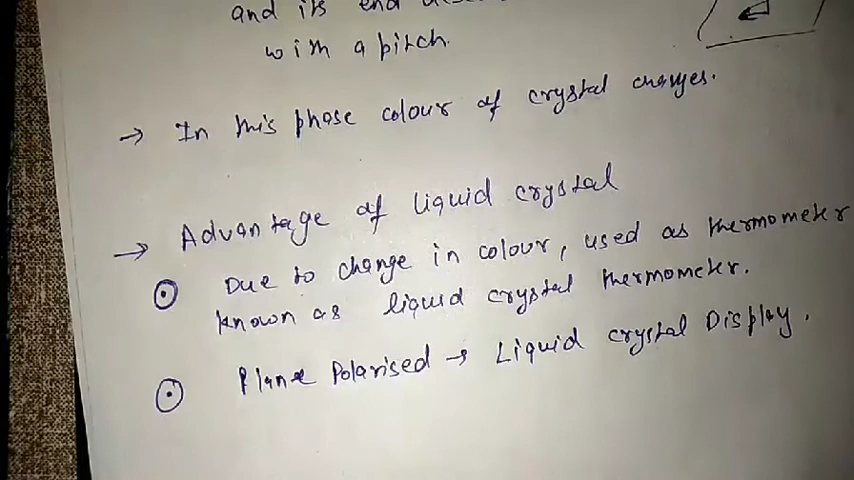 and its end
with a pitch.
→ In this phase colour of crystal changes.
→ Advantage of liquid crystal
Due to change in colour, used as thermometer
known as liquid crystal thermometer.
Plane Polarised → Liquid crystal Display.